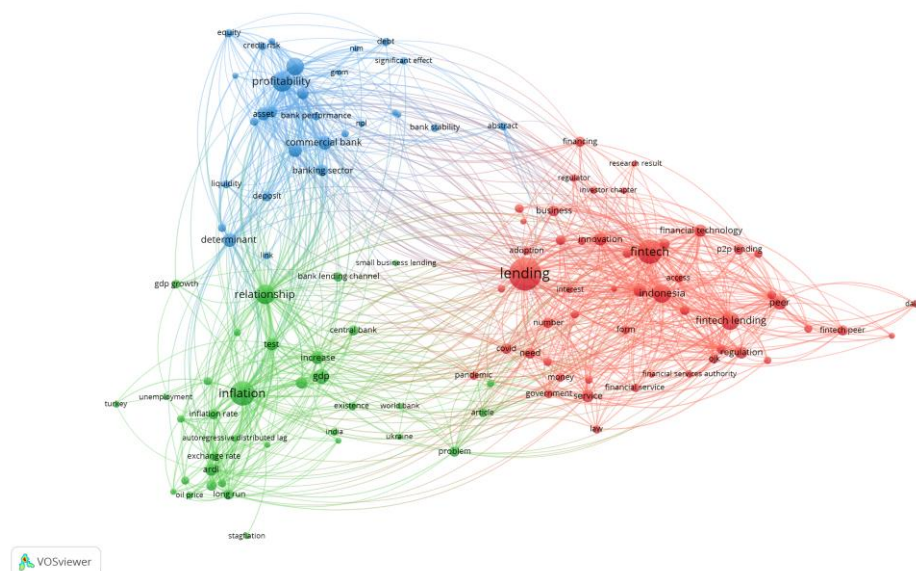 equity
credit risk
nim
debt
significant effect
profitability
gmm
asset
bank performance
npl
bank stability
abstract
commercial bank
banking sector
liquidity
deposit
determinant
link
financing
research result
regulator
investor chapter
business
financial technology
innovation
adoption
fintech
p2p lending
lending
access
interest
indonesia
peer
small business lending
bank lending channel
gdp growth
relationship
number
form
fintech lending
fintech peer
central bank
test
increase
covid
need
ojk
regulation
gdp
pandemic
money
financial services authority
inflation
government
service
financial service
turkey
unemployment
existence
world bank
article
inflation rate
india
ukraine
law
autoregressive distributed lag
exchange rate
problem
ardl
oil price
long run
stagflation
VOSviewer